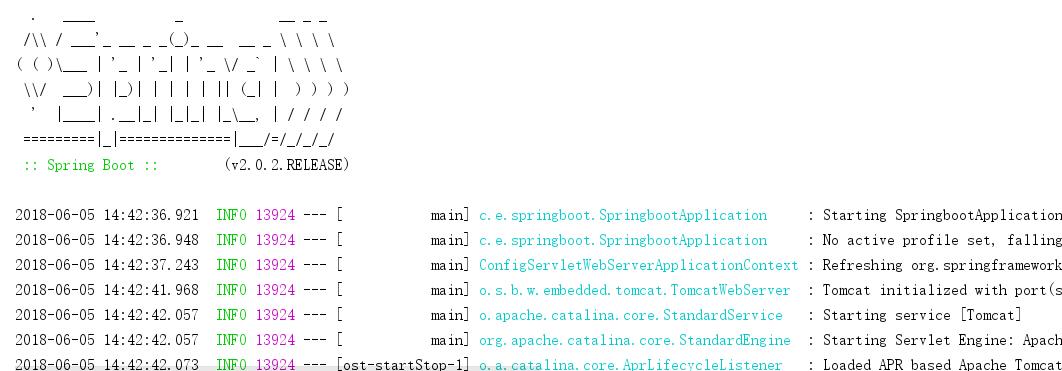 .   ____          _            __ _ _
 /\\ / ___'_ __ _ _(_)_ __  __ _ \ \ \ \
( ( )\___ | '_ | '_| | '_ \/ _` | \ \ \ \
 \\/  ___)| |_)| | | | | || (_| |  ) ) ) )
  '  |____| .__|_| |_|_| |_\__, | / / / /
 =========|_|==============|___/=/_/_/_/
 :: Spring Boot ::        (v2.0.2.RELEASE)
2018-06-05 14:42:36.921  INFO 13924 --- [           main] c.e.springboot.SpringbootApplication     : Starting SpringbootApplication
2018-06-05 14:42:36.948  INFO 13924 --- [           main] c.e.springboot.SpringbootApplication     : No active profile set, falling
2018-06-05 14:42:37.243  INFO 13924 --- [           main] ConfigServletWebServerApplicationContext : Refreshing org.springframework
2018-06-05 14:42:41.968  INFO 13924 --- [           main] o.s.b.w.embedded.tomcat.TomcatWebServer  : Tomcat initialized with port(s
2018-06-05 14:42:42.057  INFO 13924 --- [           main] o.apache.catalina.core.StandardService   : Starting service [Tomcat]
2018-06-05 14:42:42.057  INFO 13924 --- [           main] org.apache.catalina.core.StandardEngine  : Starting Servlet Engine: Apach
2018-06-05 14:42:42.073  INFO 13924 --- [ost-startStop-1] o.a.catalina.core.AprLifecycleListener   : Loaded APR based Apache Tomcat